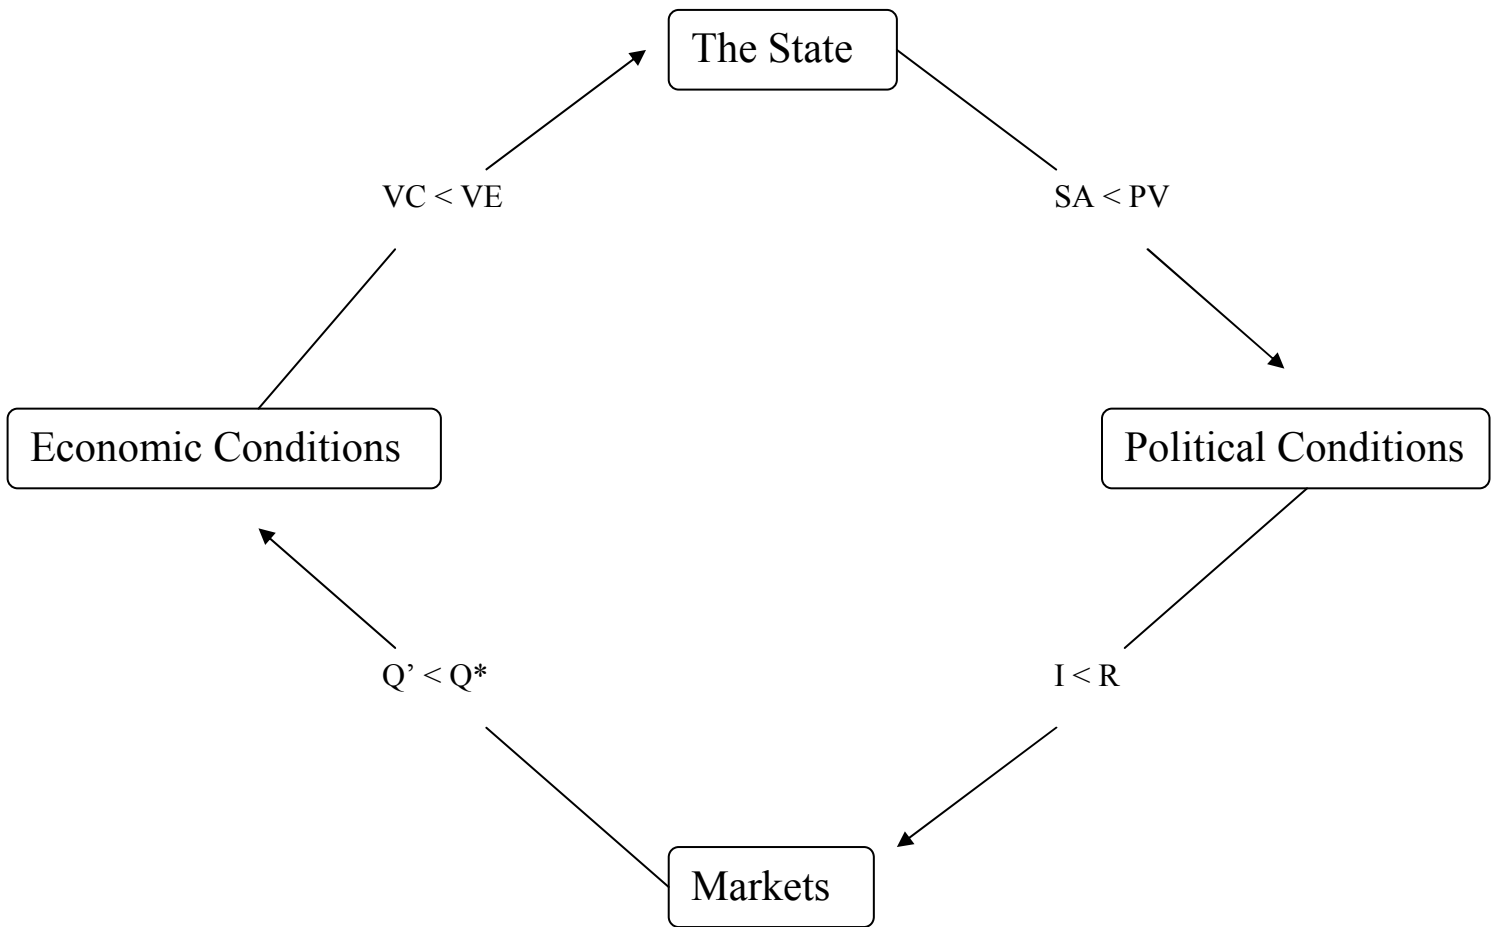 The State
VC < VE
SA < PV
Economic Conditions
Political Conditions
Q’ < Q*
I < R
Markets